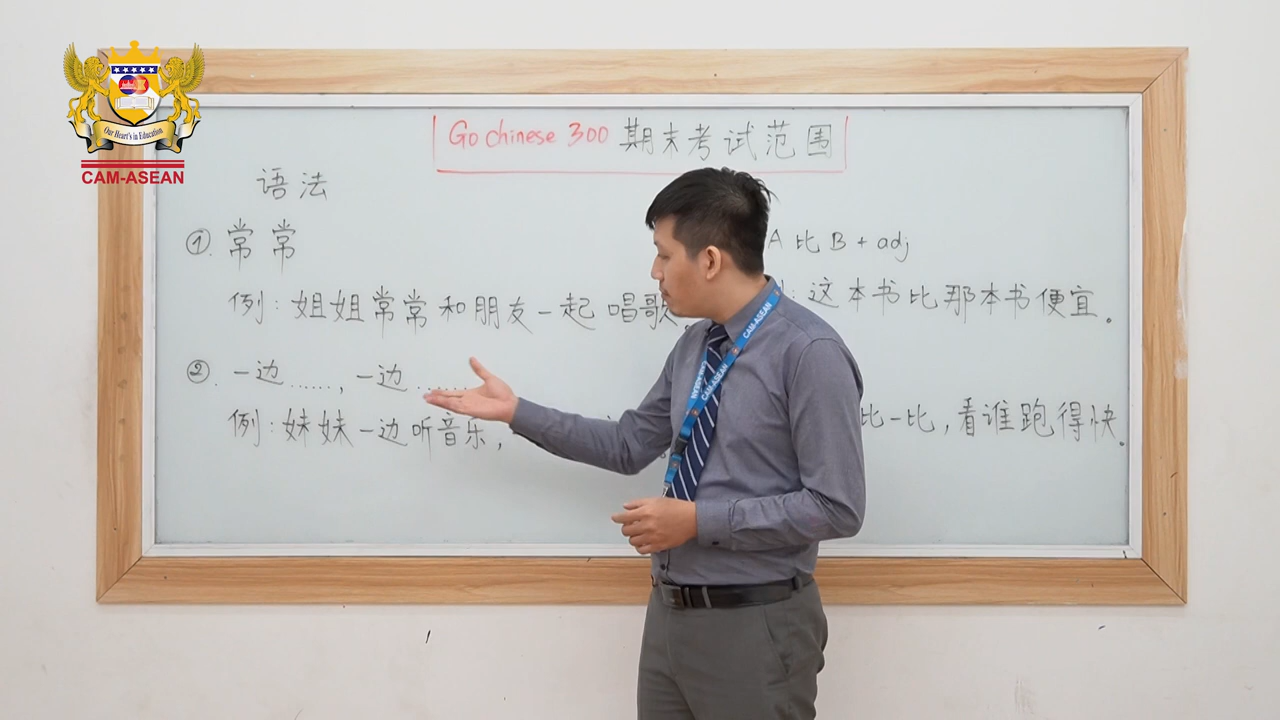 Our Heart's in Education
CAM-ASEAN
Go chinese 300 期末考试范围
语法
①. 常常
例: 姐姐常常和朋友一起唱歌
②. 一边……, 一边……
例: 妹妹一边听音乐,
A 比 B + adj
这本书比那本书便宜。
比一比, 看谁跑得快。
CAM-ASEAN
CAM-ASEAN